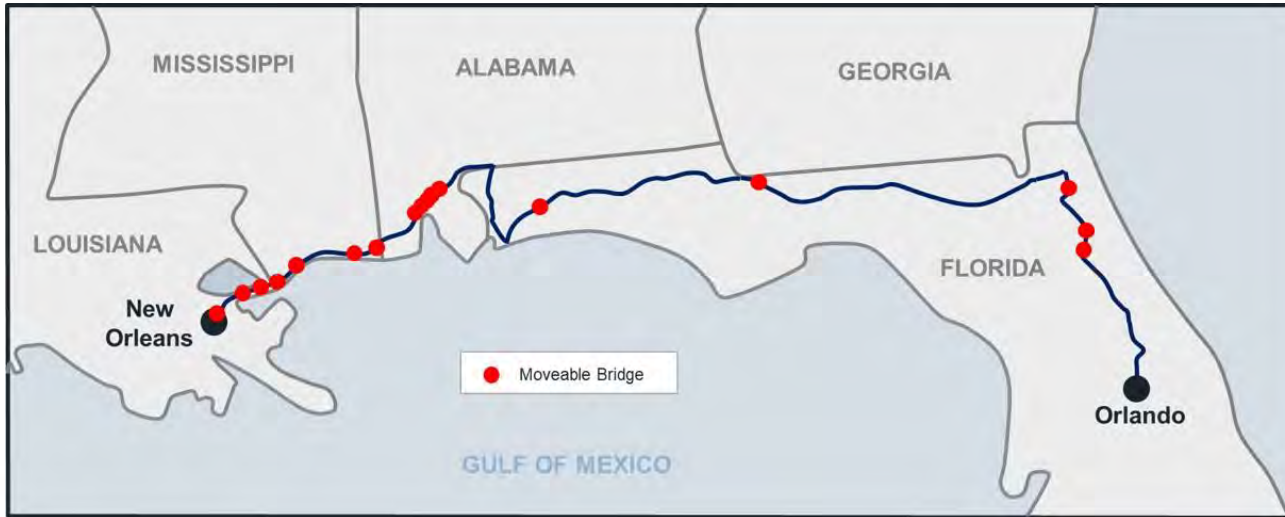 MISSISSIPPI
ALABAMA
GEORGIA
LOUISIANA
FLORIDA
New
Orleans
Moveable Bridge
Orlando
GULF OF MEXICO